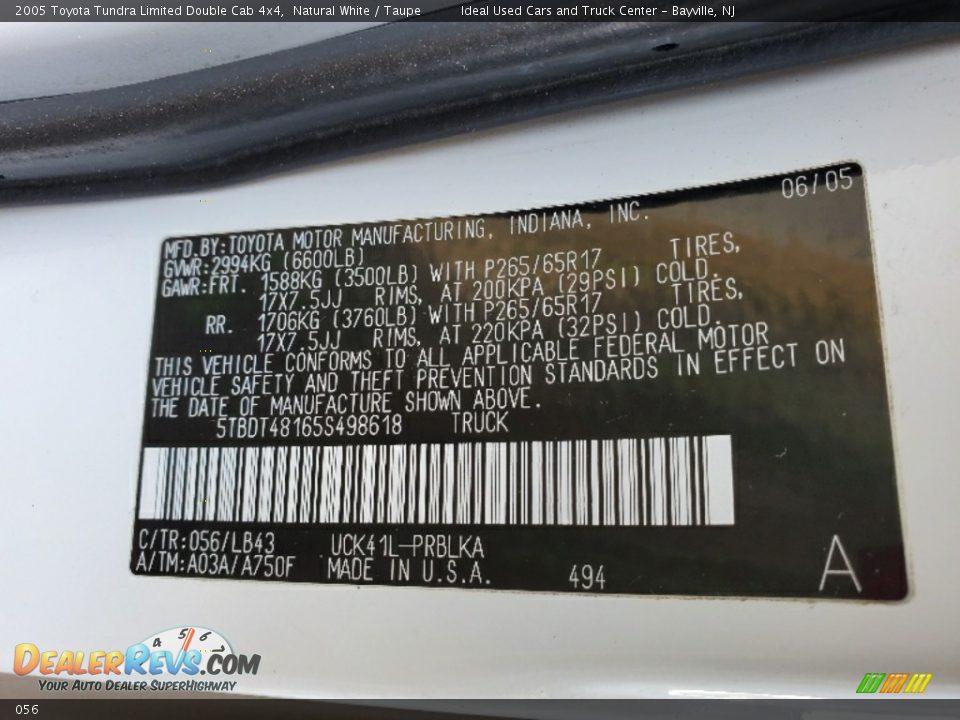 2005 Toyota Tundra Limited Double Cab 4x4, Natural White / Taupe Ideal Used Cars and Truck Center - Bayville, NJ
06/05
MFD.BY:TOYOTA MOTOR MANUFACTURING, INDIANA, INC.
GVWR:2994KG (6600LB)
GAWR:FRT. 1588KG (3500LB) WITH P265/65R17 TIRES,
17X7.5JJ RIMS, AT 200KPA (29PSI) COLD.
RR. 1706KG (3760LB) WITH P265/65R17 TIRES,
17X7.5JJ RIMS, AT 220KPA (32PSI) COLD.
THIS VEHICLE CONFORMS TO ALL APPLICABLE FEDERAL MOTOR
VEHICLE SAFETY AND THEFT PREVENTION STANDARDS IN EFFECT ON
THE DATE OF MANUFACTURE SHOWN ABOVE.
5TBDT48165S498618 TRUCK
C/TR:056/LB43 UCK41L-PRBLKA
A/TM:A03A/A750F MADE IN U.S.A. 494 A
4 5 6
DEALERREVS.COM
YOUR AUTO DEALER SUPERHIGHWAY
056